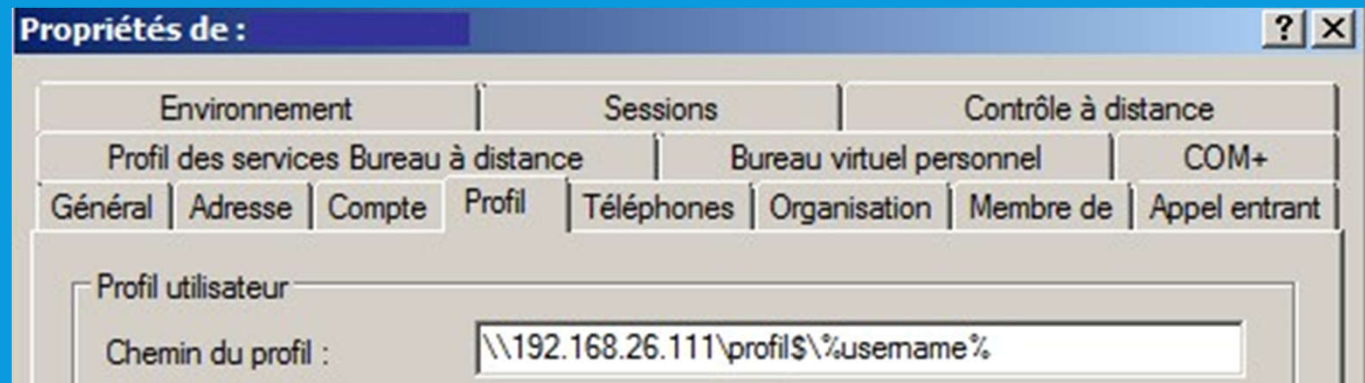 Propriétés de :
Environnement Sessions Contrôle à distance
Profil des services Bureau à distance Bureau virtuel personnel COM+
Général Adresse Compte Profil Téléphones Organisation Membre de Appel entrant
Profil utilisateur
Chemin du profil : \\192.168.26.111\profil$\%username%